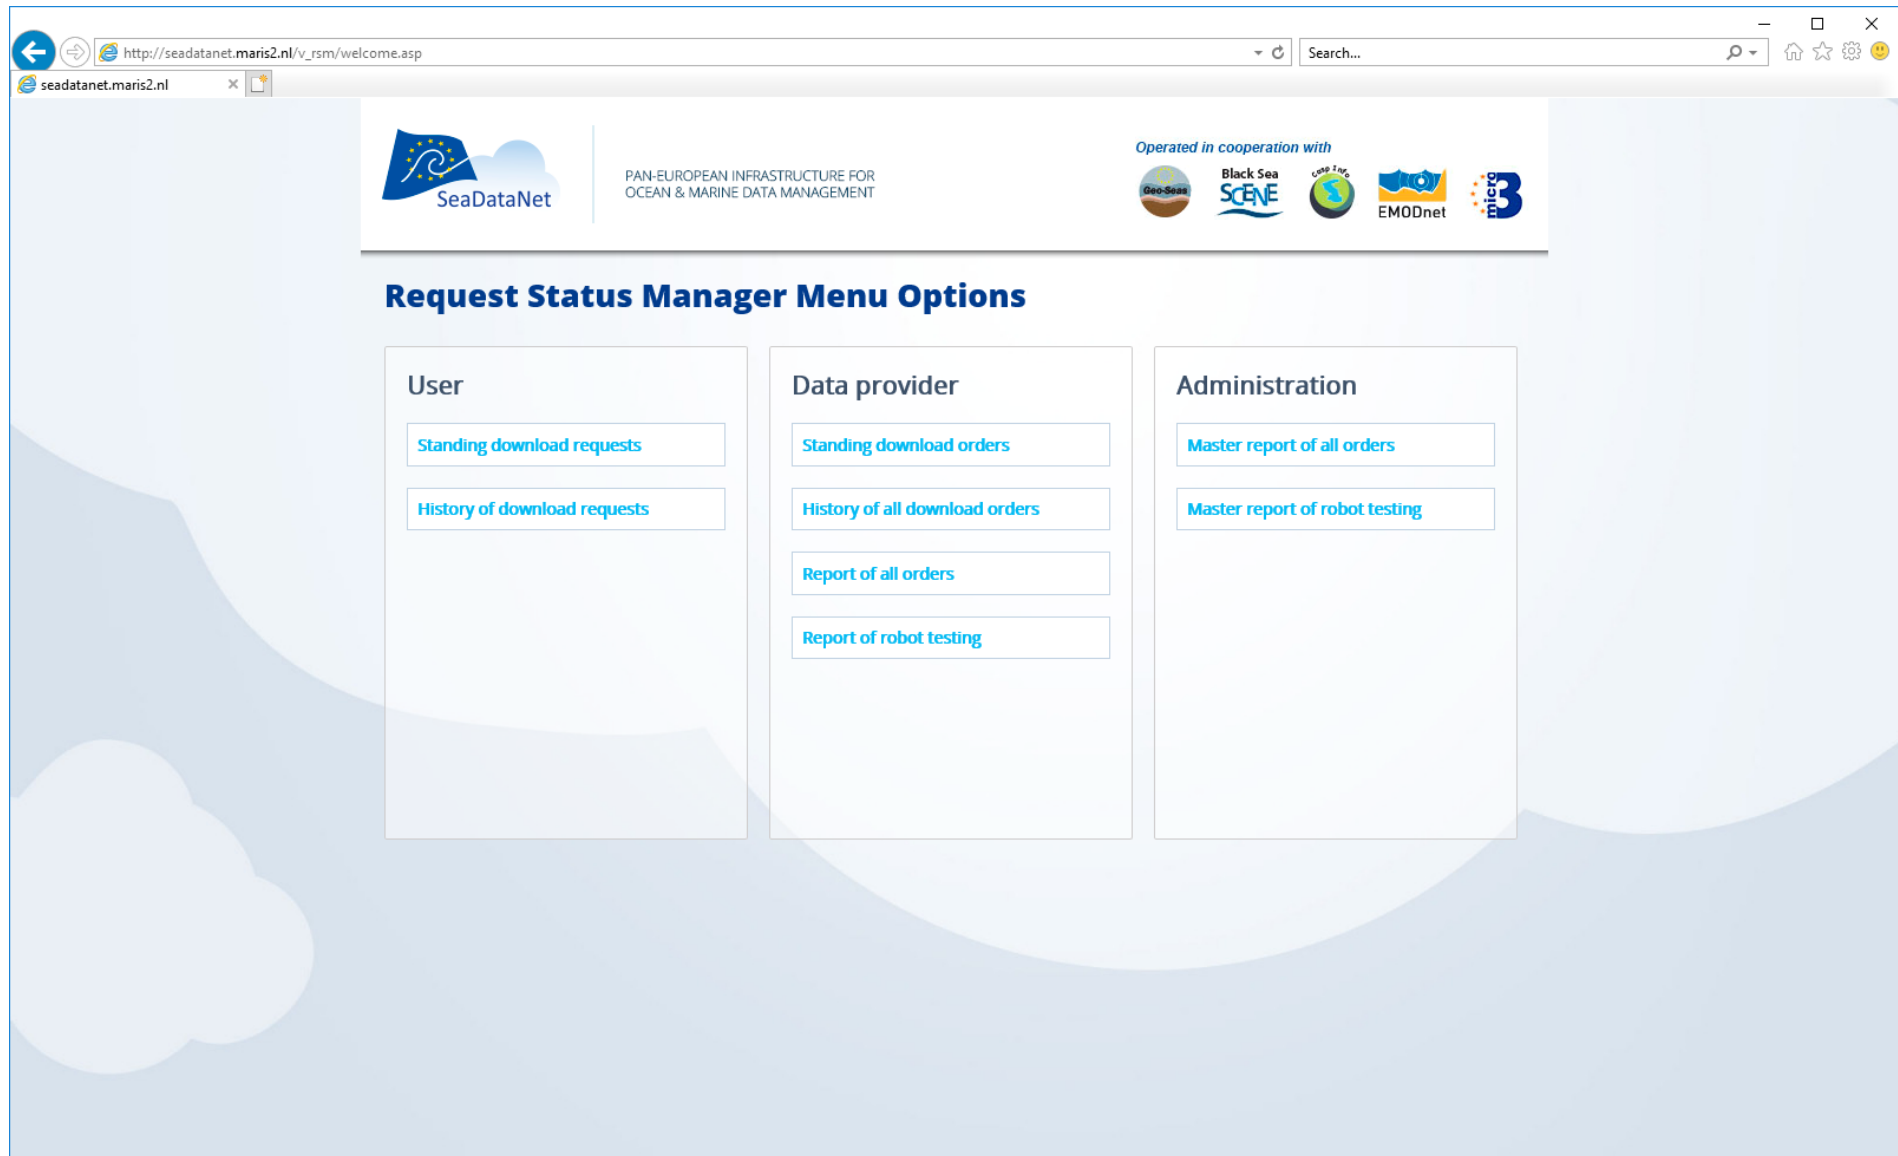 http://seadatanet.maris2.nl/v_rsm/welcome.asp
Search...
seadatanet.maris2.nl
SeaDataNet
PAN-EUROPEAN INFRASTRUCTURE FOR
OCEAN & MARINE DATA MANAGEMENT
Operated in cooperation with
Geo-Seas
Black Sea
SCENE
Casp Info
EMODnet
micro
B3
Request Status Manager Menu Options
User
Standing download requests
History of download requests
Data provider
Standing download orders
History of all download orders
Report of all orders
Report of robot testing
Administration
Master report of all orders
Master report of robot testing